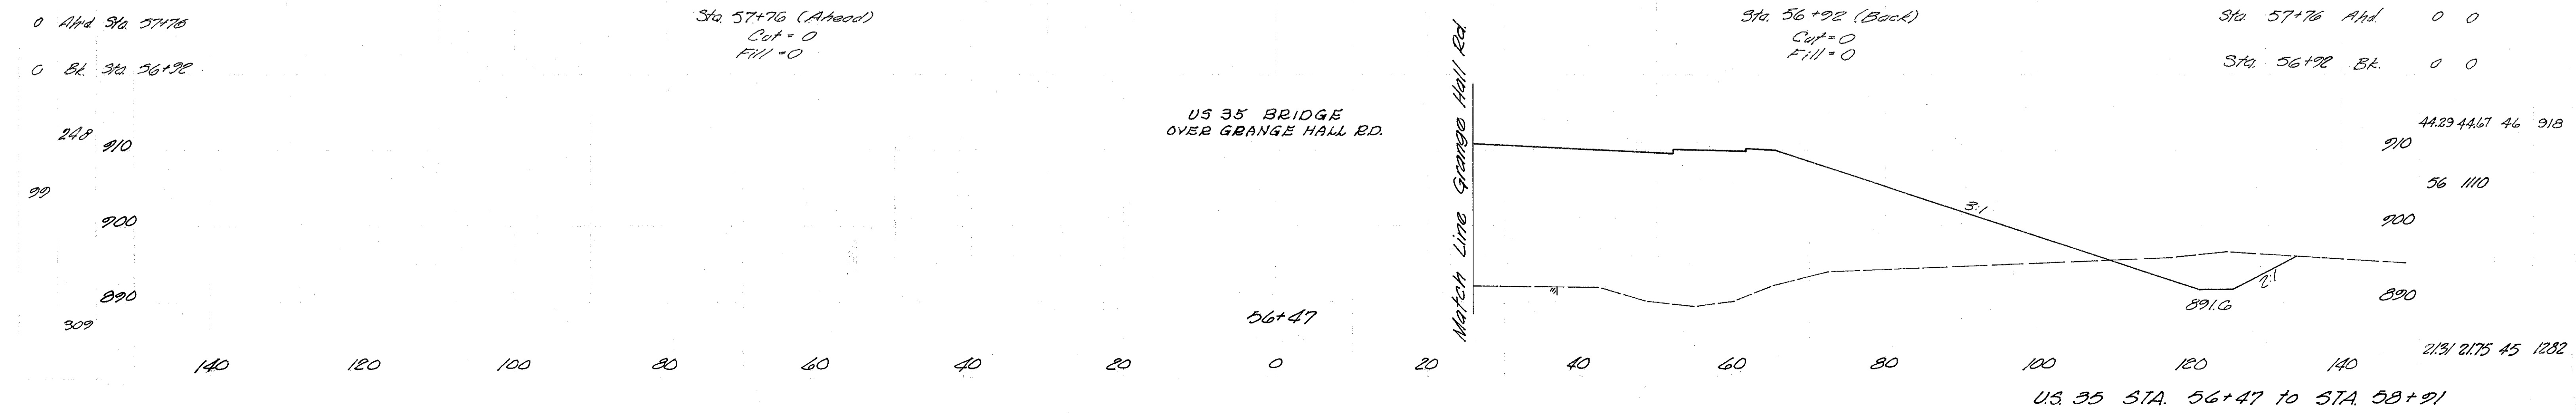 0 Ahd. Sta. 57+76
Sta. 57+76 (Ahead)
Cut = 0
Fill = 0
0 Bk. Sta. 56+92
Sta. 56+92 (Back)
Cut = 0
Fill = 0
Sta. 57+76 Ahd. 0 0
Sta. 56+92 Bk. 0 0
US 35 BRIDGE
OVER GRANGE HALL RD.
Match Line Grange Hall Rd.
248
910
99
900
890
309
3:1
2:1
891.6
910
44.29 44.67 46 918
56 1110
900
890
21.31 21.75 45 1282
56+47
140 120 100 80 60 40 20 0 20 40 60 80 100 120 140
U.S. 35 STA. 56+47 to STA. 58+91